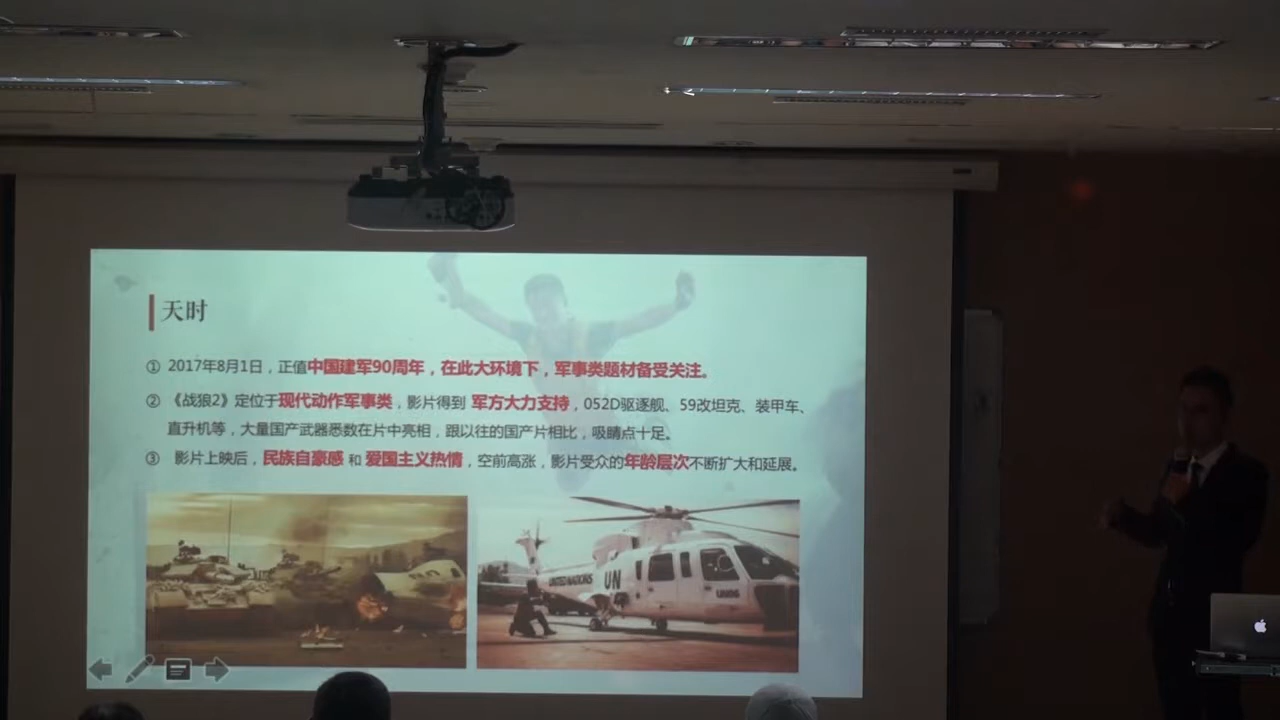 天时
① 2017年8月1日，正值中国建军90周年，在此大环境下，军事类题材备受关注。
② 《战狼2》定位于现代动作军事类，影片得到 军方大力支持，052D驱逐舰、59改坦克、装甲车、
直升机等，大量国产武器悉数在片中亮相，跟以往的国产片相比，吸睛点十足。
③ 影片上映后，民族自豪感 和 爱国主义热情，空前高涨，影片受众的年龄层次不断扩大和延展。
UNITED NATIONS UN